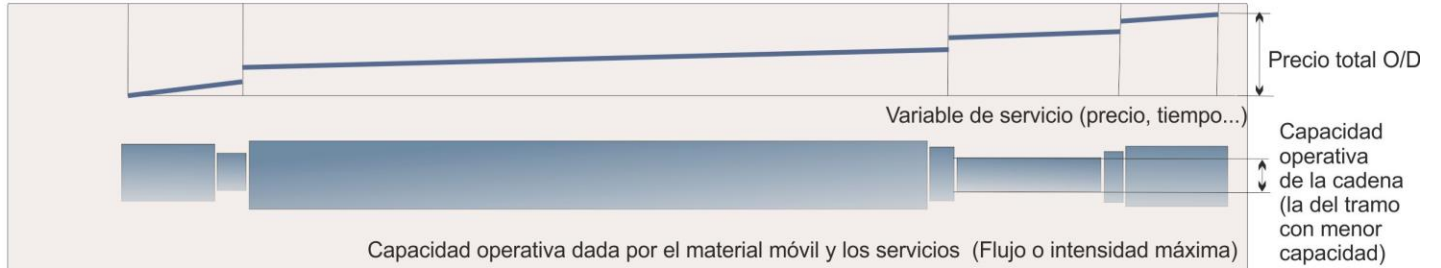 Precio total O/D
Variable de servicio (precio, tiempo...)
Capacidad
operativa
de la cadena
(la del tramo
con menor
capacidad)
Capacidad operativa dada por el material móvil y los servicios (Flujo o intensidad máxima)